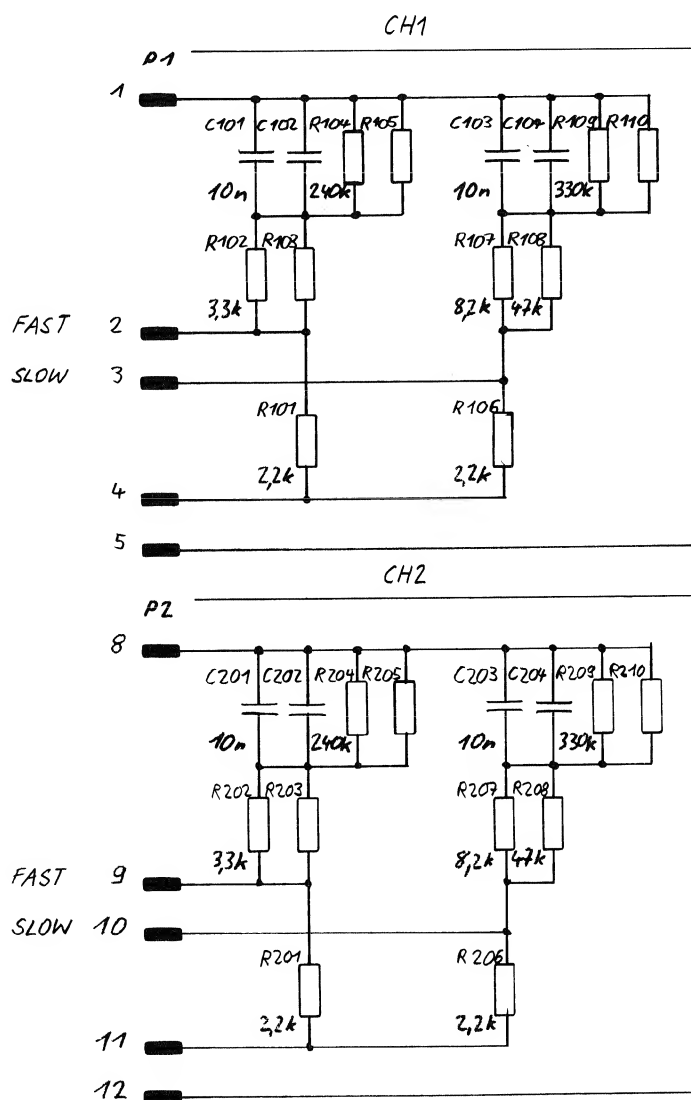 CH1
P1
1
C101 C102 R104 R105 C103 C104 R109 R110
10n 240k 10n 330k
R102 R103 R107 R108
3,3k 8,2k 47k
FAST 2
SLOW 3
R101 R106
2,2k 2,2k
4
5
CH2
P2
8
C201 C202 R204 R205 C203 C204 R209 R210
10n 240k 10n 330k
R202 R203 R207 R208
3,3k 8,2k 47k
FAST 9
SLOW 10
R201 R206
2,2k 2,2k
11
12